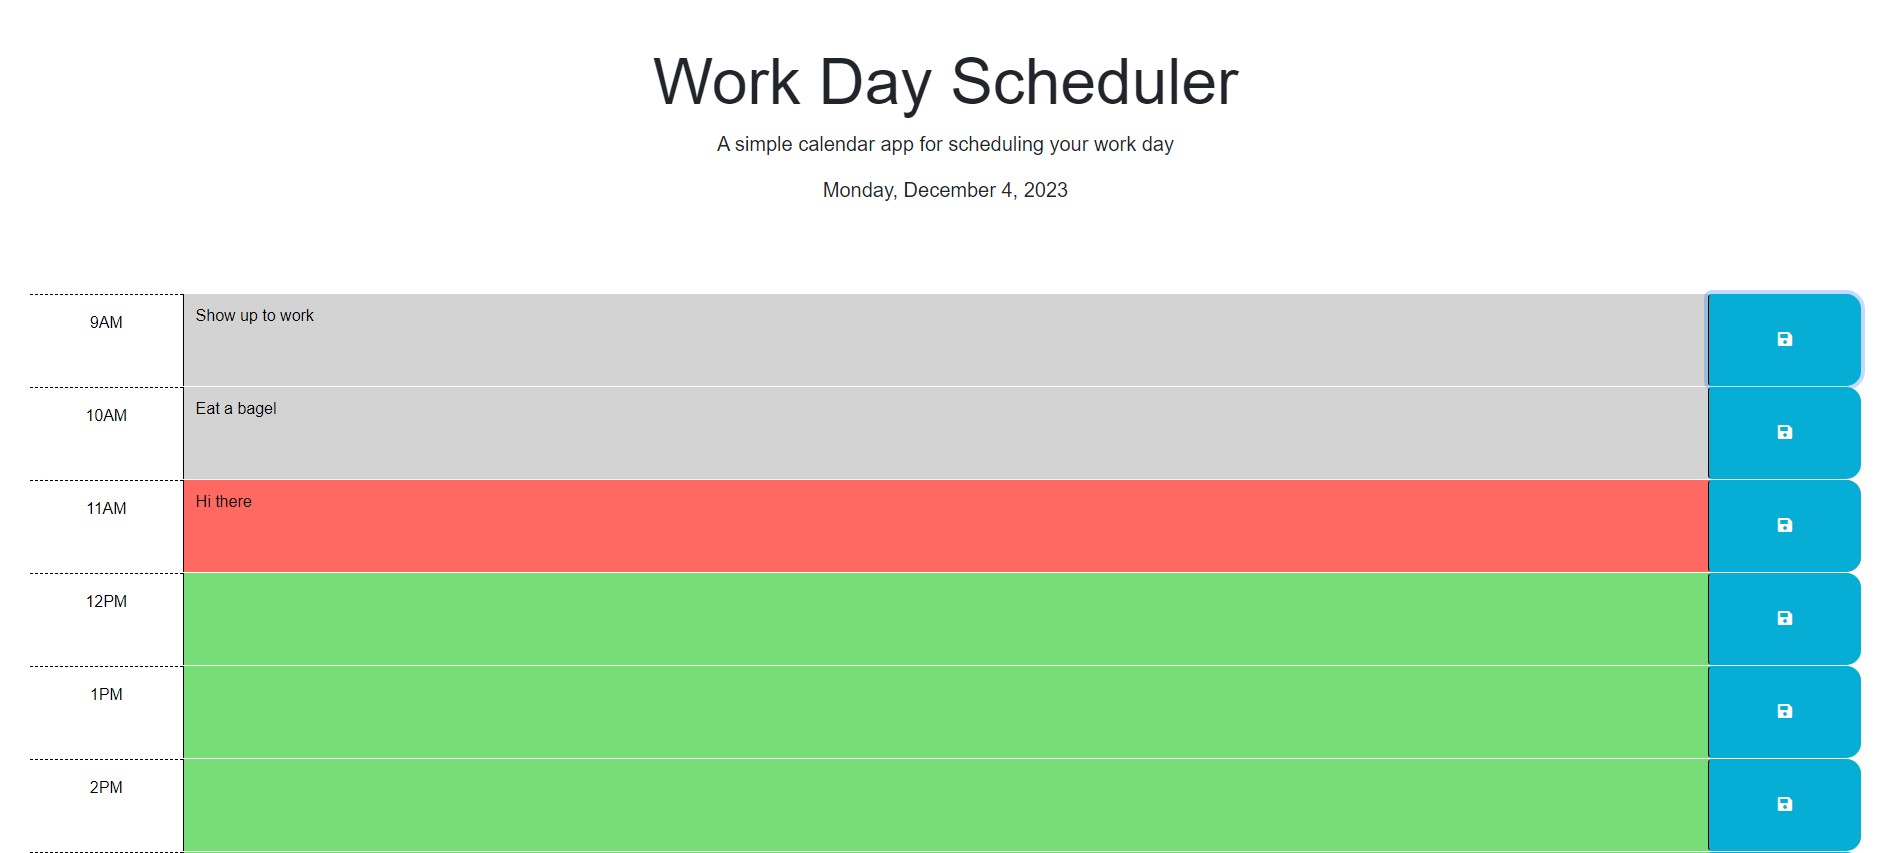 Work Day Scheduler
A simple calendar app for scheduling your work day
Monday, December 4, 2023
9AM
Show up to work
10AM
Eat a bagel
11AM
Hi there
12PM
1PM
2PM